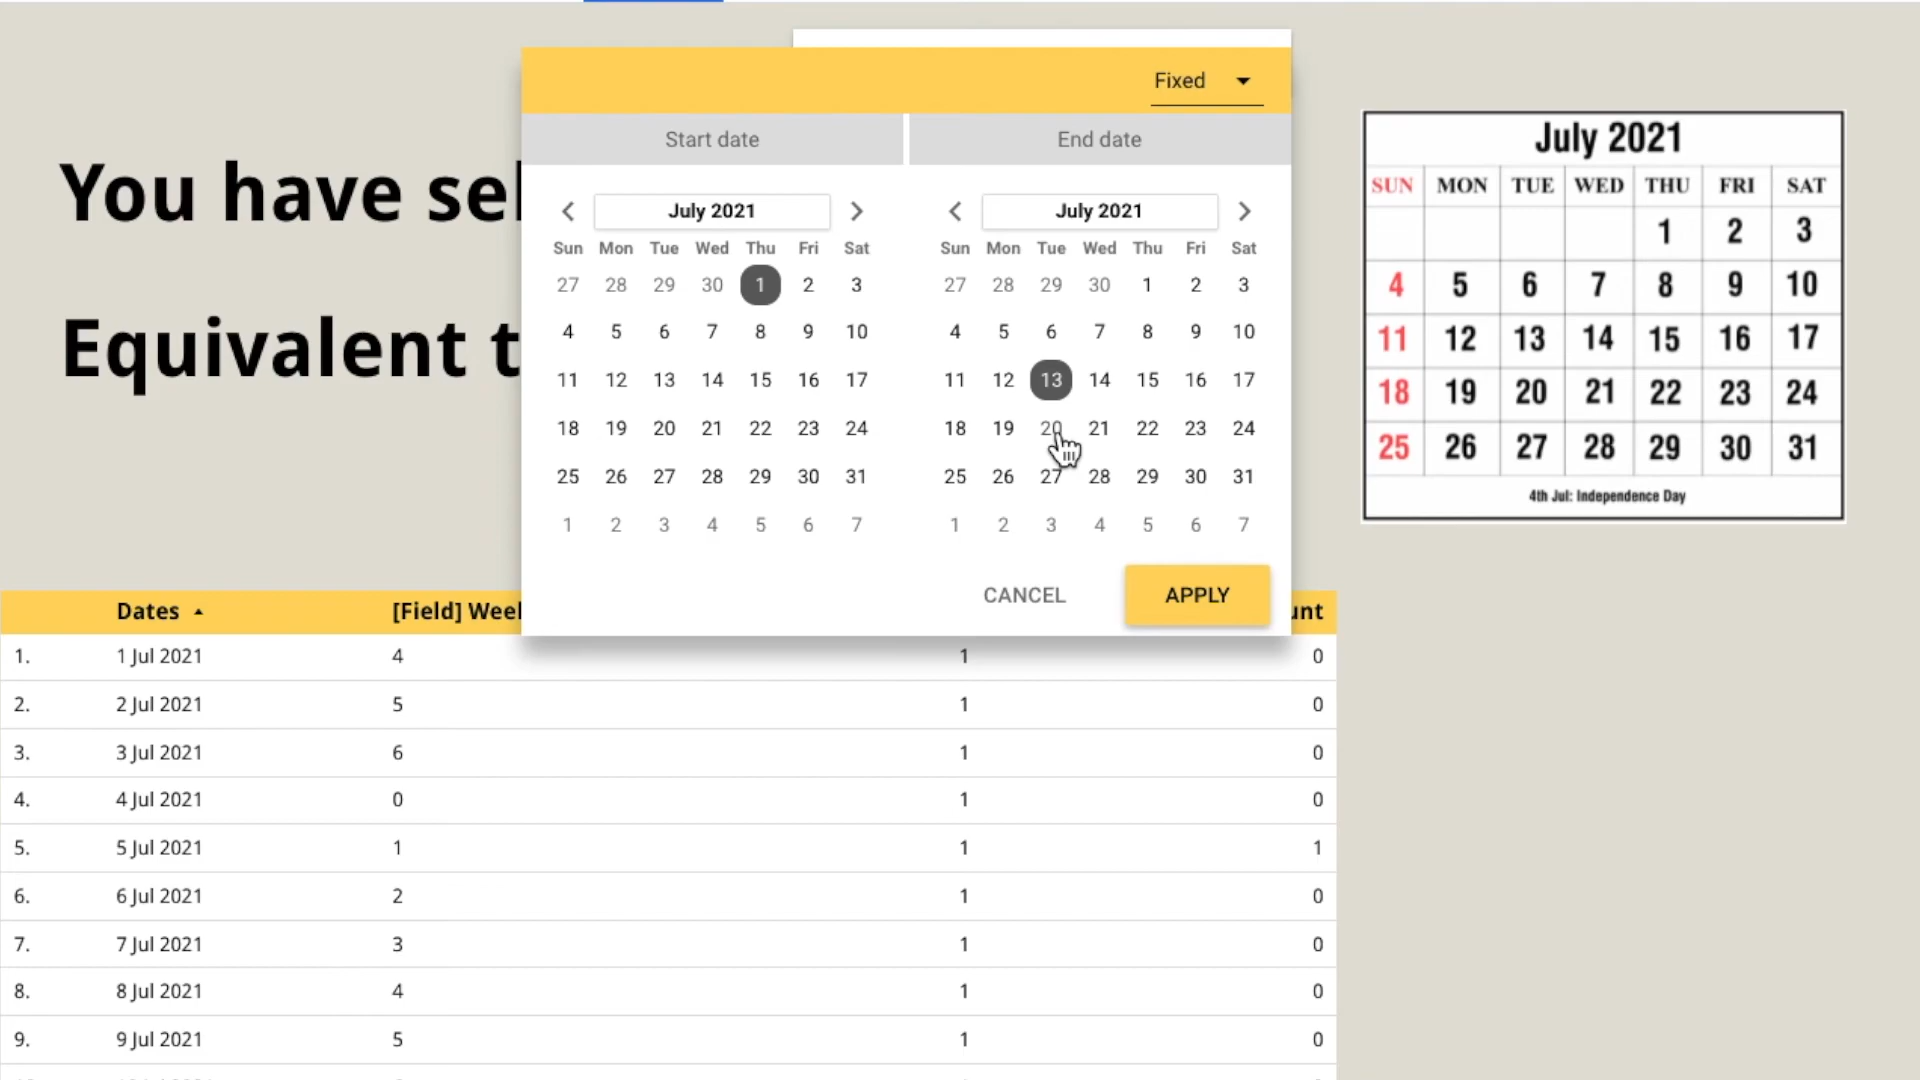 Fixed
Start date End date
You have se
July 2021 July 2021
Sun Mon Tue Wed Thu Fri Sat Sun Mon Tue Wed Thu Fri Sat
27 28 29 30 1 2 3 27 28 29 30 1 2 3
4 5 6 7 8 9 10 4 5 6 7 8 9 10
11 12 13 14 15 16 17 11 12 13 14 15 16 17
18 19 20 21 22 23 24 18 19 20 21 22 23 24
25 26 27 28 29 30 31 25 26 27 28 29 30 31
1 2 3 4 5 6 7 1 2 3 4 5 6 7
Equivalent t
CANCEL APPLY
July 2021
SUN MON TUE WED THU FRI SAT
1 2 3
4 5 6 7 8 9 10
11 12 13 14 15 16 17
18 19 20 21 22 23 24
25 26 27 28 29 30 31
4th Jul: Independence Day
Dates [Field] Week unt
1. 1 Jul 2021 4 1 0
2. 2 Jul 2021 5 1 0
3. 3 Jul 2021 6 1 0
4. 4 Jul 2021 0 1 0
5. 5 Jul 2021 1 1 1
6. 6 Jul 2021 2 1 0
7. 7 Jul 2021 3 1 0
8. 8 Jul 2021 4 1 0
9. 9 Jul 2021 5 1 0